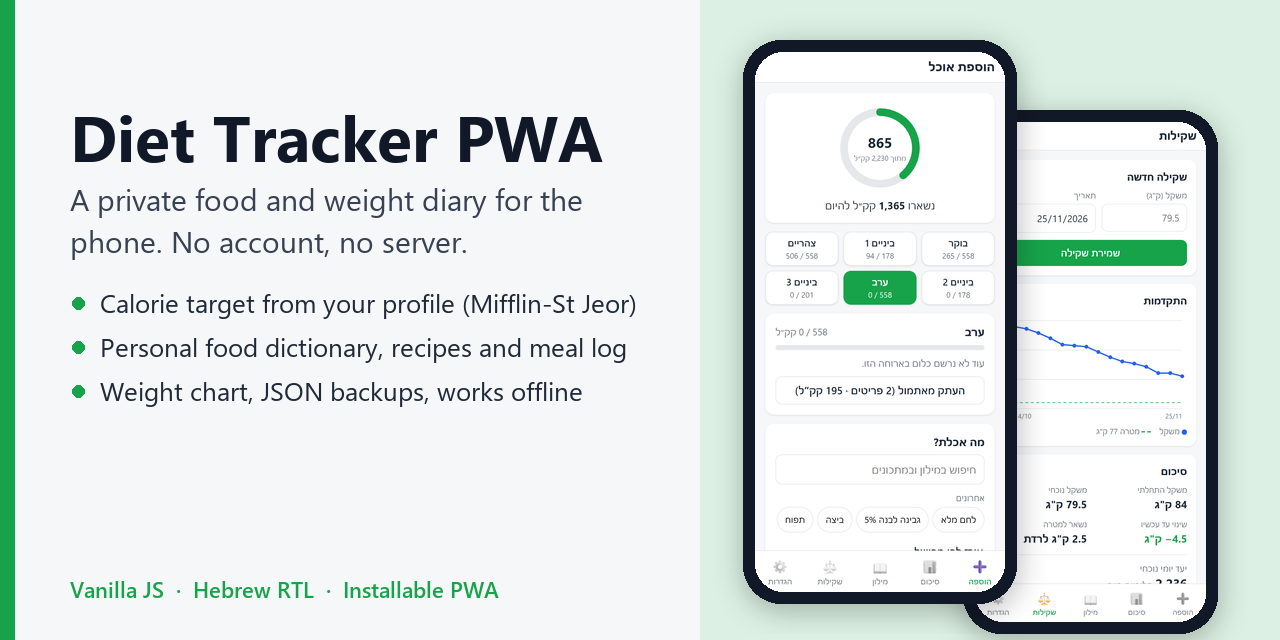 Diet Tracker PWA
A private food and weight diary for the
phone. No account, no server.
Calorie target from your profile (Mifflin-St Jeor)
Personal food dictionary, recipes and meal log
Weight chart, JSON backups, works offline
Vanilla JS · Hebrew RTL · Installable PWA
הוספת אוכל
865
מתוך 2,230 קק״ל
נשארו 1,365 קק״ל להיום
בוקר
265 / 558
ביניים 1
94 / 178
צהריים
506 / 558
ביניים 2
0 / 178
ערב
0 / 558
ביניים 3
0 / 201
ערב
0 / 558 קק״ל
עוד לא נרשם כלום בארוחה הזו.
העתק מאתמול (2 פריטים · 195 קק״ל)
מה אכלת?
חיפוש במילון ובמתכונים
אחרונים
לחם מלא
גבינה לבנה 5%
ביצה
תפוח
הוספה
סיכום
מילון
שקילות
הגדרות
שקילות
שקילה חדשה
משקל (ק״ג)
תאריך
79.5
25/11/2026
שמירת שקילה
התקדמות
25/11
משקל
מטרה 77 ק״ג
סיכום
משקל התחלתי
משקל נוכחי
84 ק״ג
79.5 ק״ג
שינוי עד עכשיו
נשאר למטרה
−4.5 ק״ג
2.5 ק״ג לרדת
יעד יומי נוכחי
הוספה
סיכום
מילון
שקילות
הגדרות